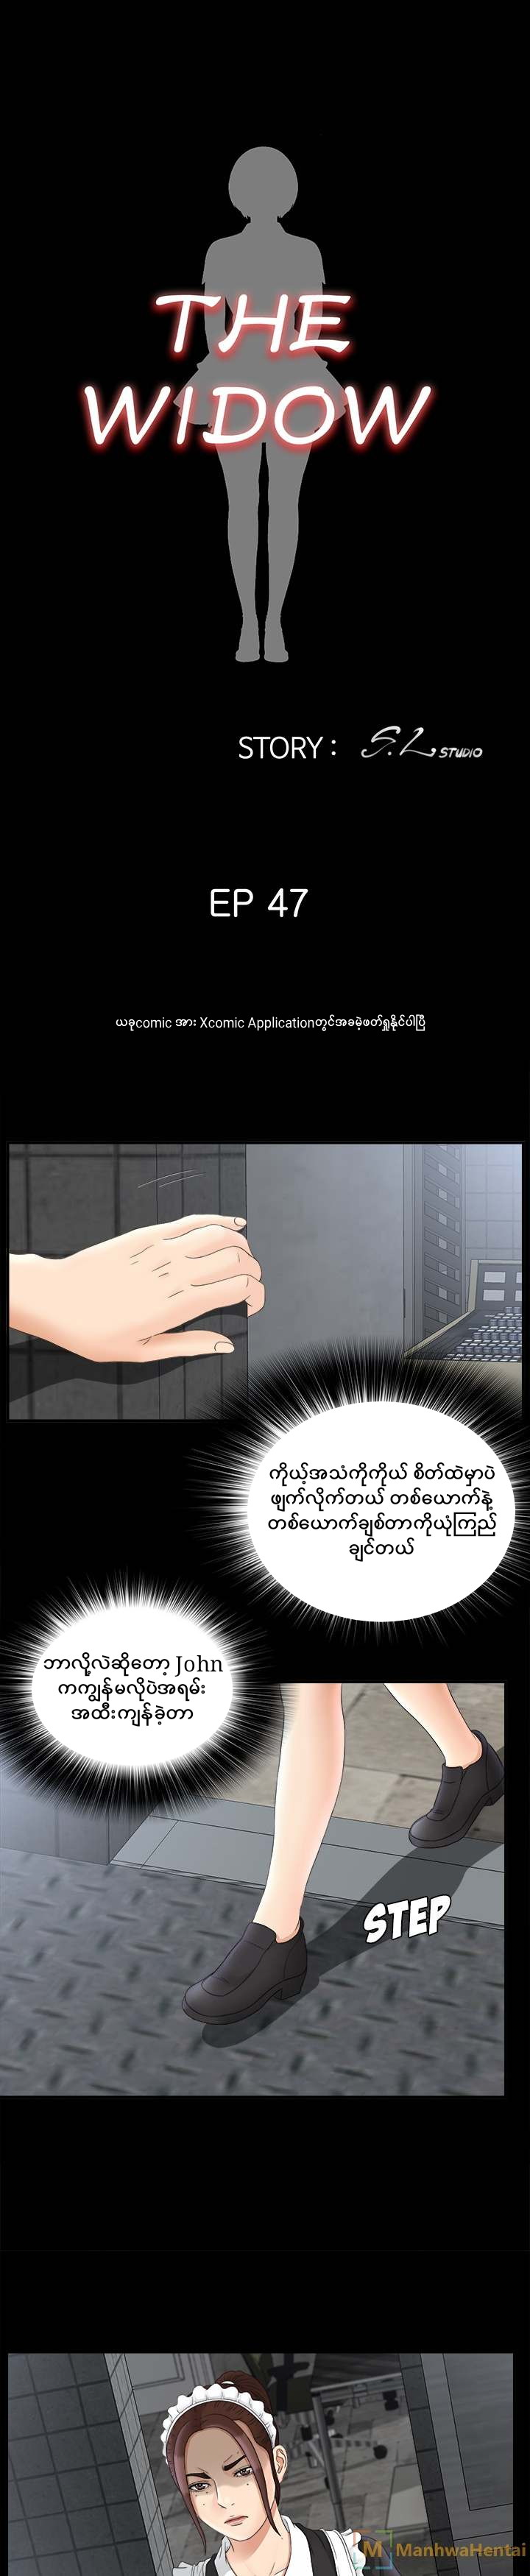 THE
WIDOW
STORY : S.L STUDIO
EP 47
ယခုcomic အား Xcomic Applicationတွင်အခမဲ့ဖတ်ရှုနိုင်ပါပြီ
ကိုယ့်အသံကိုကိုယ် စိတ်ထဲမှာပဲ
ဖျက်လိုက်တယ် တစ်ယောက်နဲ့
တစ်ယောက်ချစ်တာကိုယုံကြည်
ချင်တယ်
ဘာလို့လဲဆိုတော့ John
ကကျွန်မလိုပဲအရမ်း
အထီးကျန်ခဲ့တာ
STEP
M ManhwaHentai